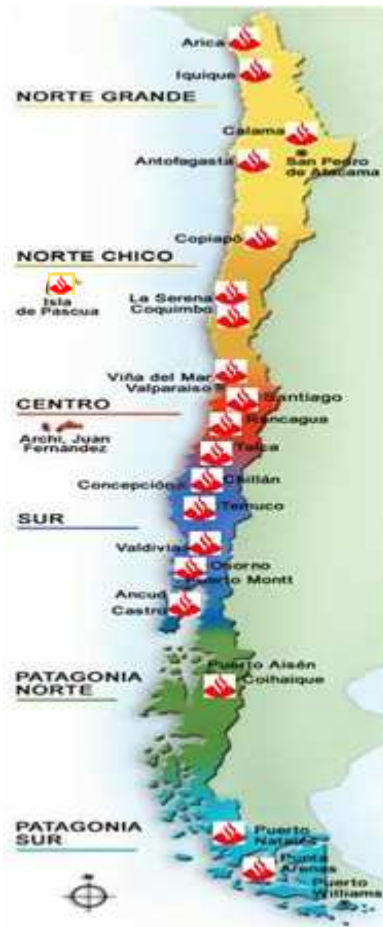 Arica
Iquique
NORTE GRANDE
Calama
Antofagasta
San Pedro
de Atacama
Copiapó
NORTE CHICO
Isla
de Pascua
La Serena
Coquimbo
Viña del Mar
Valparaiso
CENTRO
Santiago
Rancagua
Archi, Juan
Fernández
Talca
Chillán
Concepción
SUR
Temuco
Valdivia
Osorno
Puerto Montt
Ancud
Castro
Puerto Aisén
Coihaique
PATAGONIA
NORTE
PATAGONIA
SUR
Puerto
Natales
Punta
Arenas
Puerto
Williams